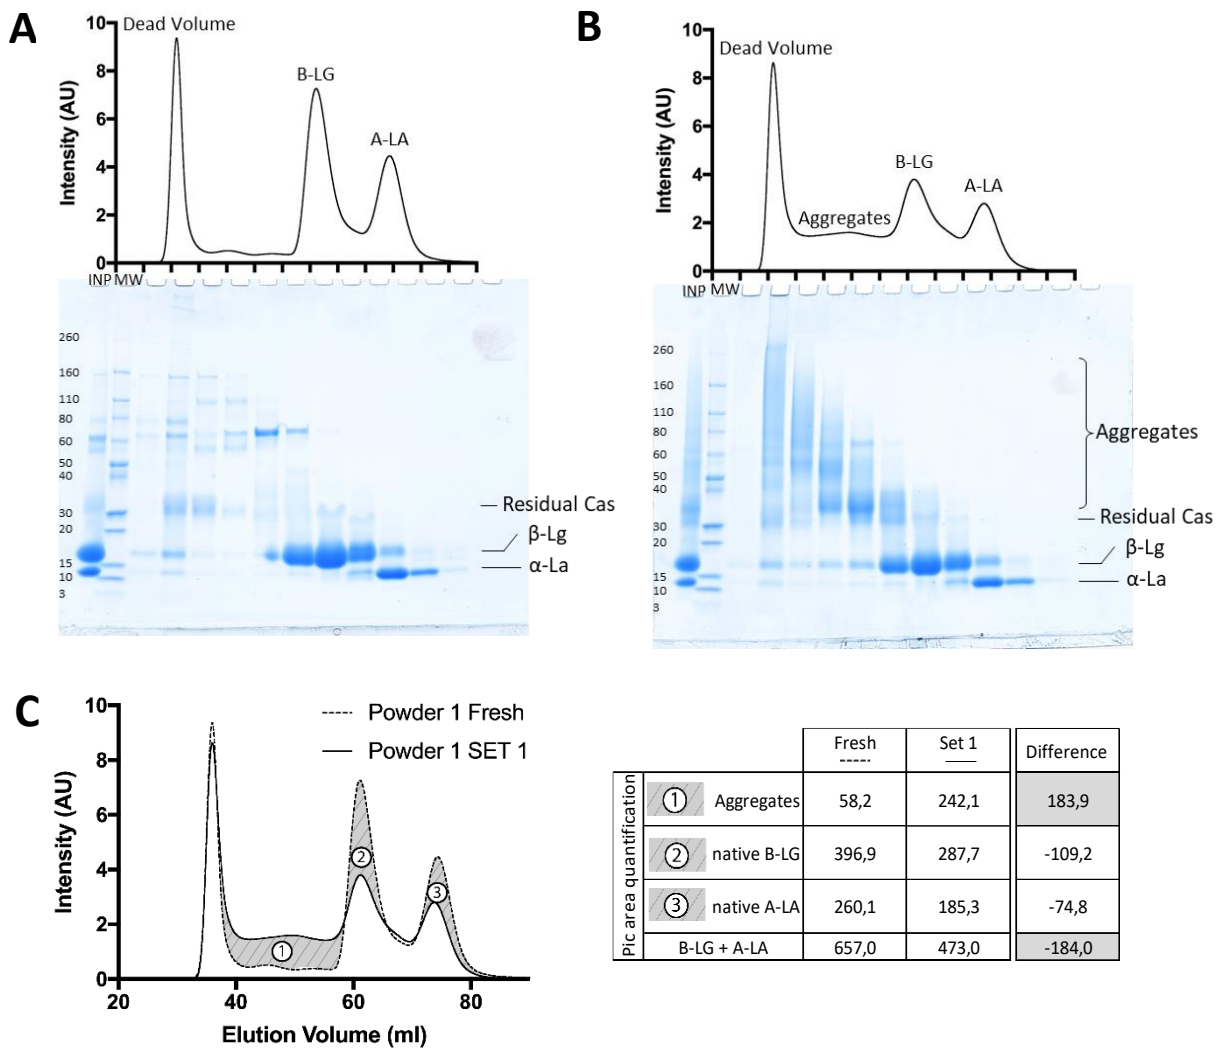 A
10
8
6
4
2
0
Intensity (AU)
Dead Volume
B-LG
A-LA
INP MW
260
160
110
80
60
50
40
30
20
15
10
3
Residual Cas
β-Lg
α-La
B
10
8
6
4
2
0
Intensity (AU)
Dead Volume
Aggregates
B-LG
A-LA
INP MW
260
160
110
80
60
50
40
30
20
15
10
3
Aggregates
Residual Cas
β-Lg
α-La
C
10
8
6
4
2
0
Intensity (AU)
Powder 1 Fresh
Powder 1 SET 1
1
2
3
20 40 60 80
Elution Volume (ml)
Fresh Set 1 Difference
Pic area quantification
1 Aggregates 58,2 242,1 183,9
2 native B-LG 396,9 287,7 -109,2
3 native A-LA 260,1 185,3 -74,8
B-LG + A-LA 657,0 473,0 -184,0